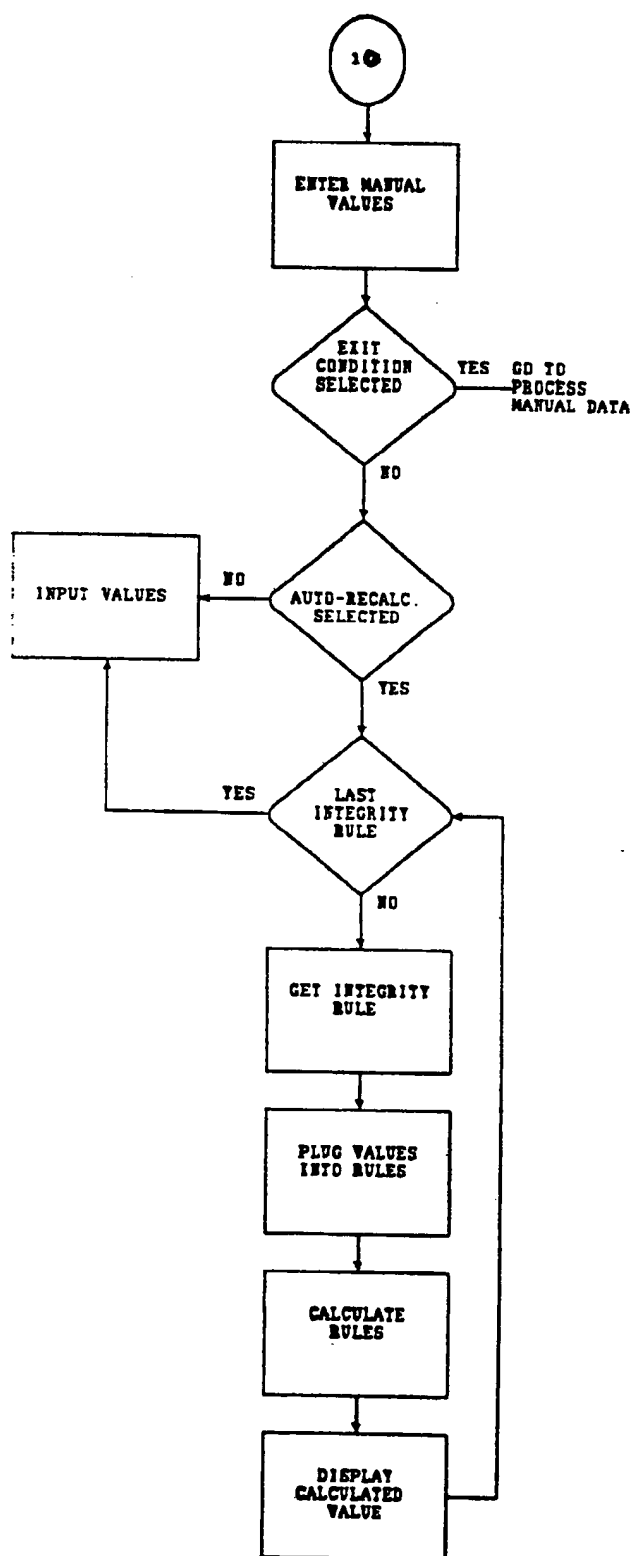 10
ENTER MANUAL
VALUES
EXIT
CONDITION
SELECTED
YES
GO TO
PROCESS
MANUAL DATA
NO
INPUT VALUES
NO
AUTO-RECALC.
SELECTED
YES
YES
LAST
INTEGRITY
RULE
NO
GET INTEGRITY
RULE
PLUG VALUES
INTO RULES
CALCULATE
RULES
DISPLAY
CALCULATED
VALUE